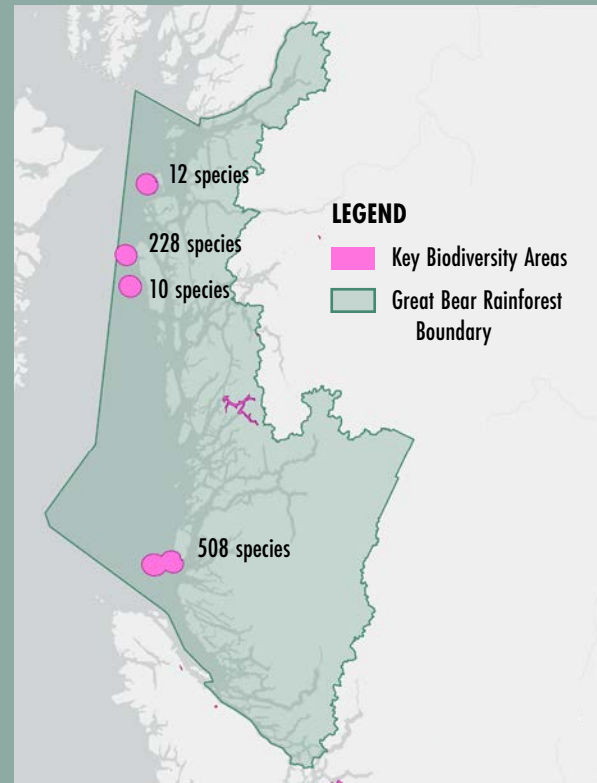 12 species
228 species
10 species
LEGEND
Key Biodiversity Areas
Great Bear Rainforest
Boundary
508 species